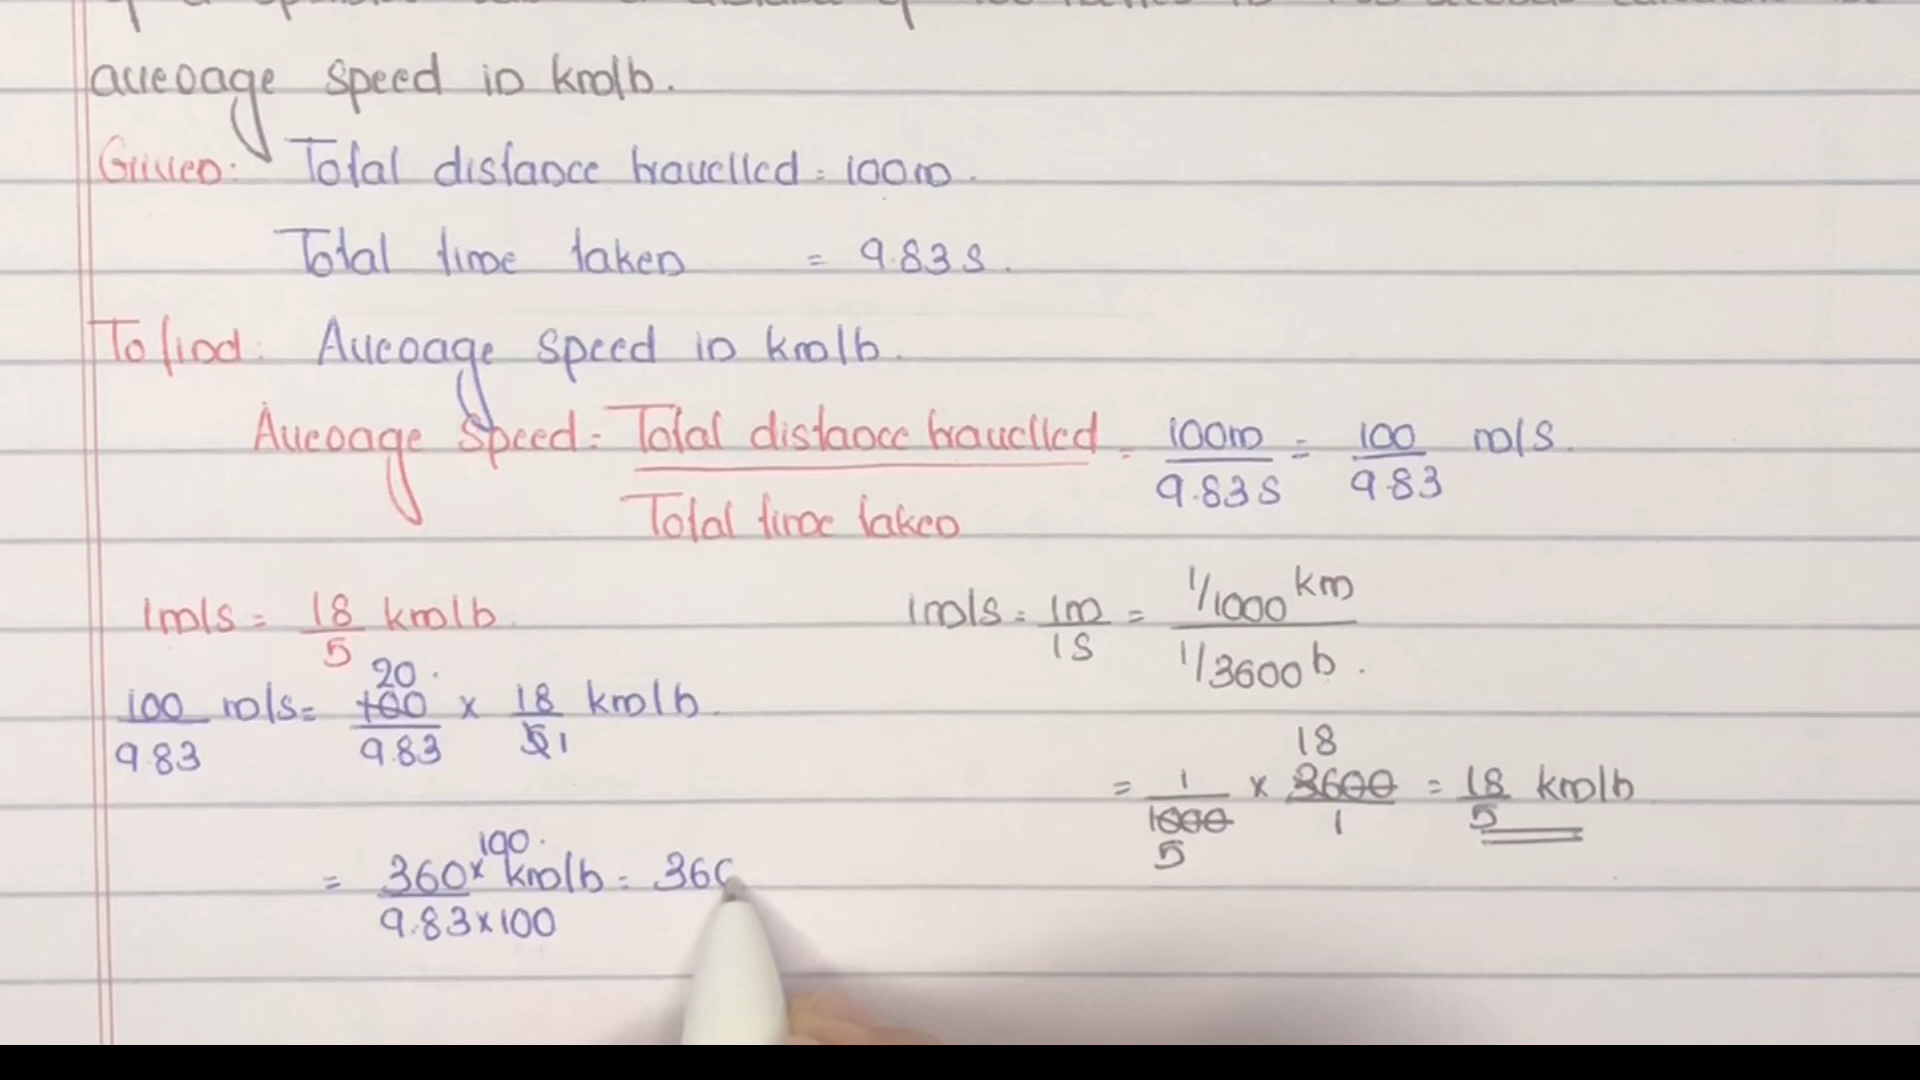 average speed in km/h.
Given: Total distance travelled = 100m.
Total time taken = 9.83 s.
To find: Average speed in km/h.
Average Speed = Total distance travelled / Total time taken = 100m / 9.83 s = 100 / 9.83 m/s.
1m/s = 18/5 km/h.
1m/s = 1m / 1s = 1/1000 km / 1/3600 h.
100 / 9.83 m/s = 100 20 / 9.83 × 18 / 5 1 km/h.
= 1 / 1000 5 × 3600 18 / 1 = 18/5 km/h
= 360 × 100 / 9.83 × 100 km/h = 360